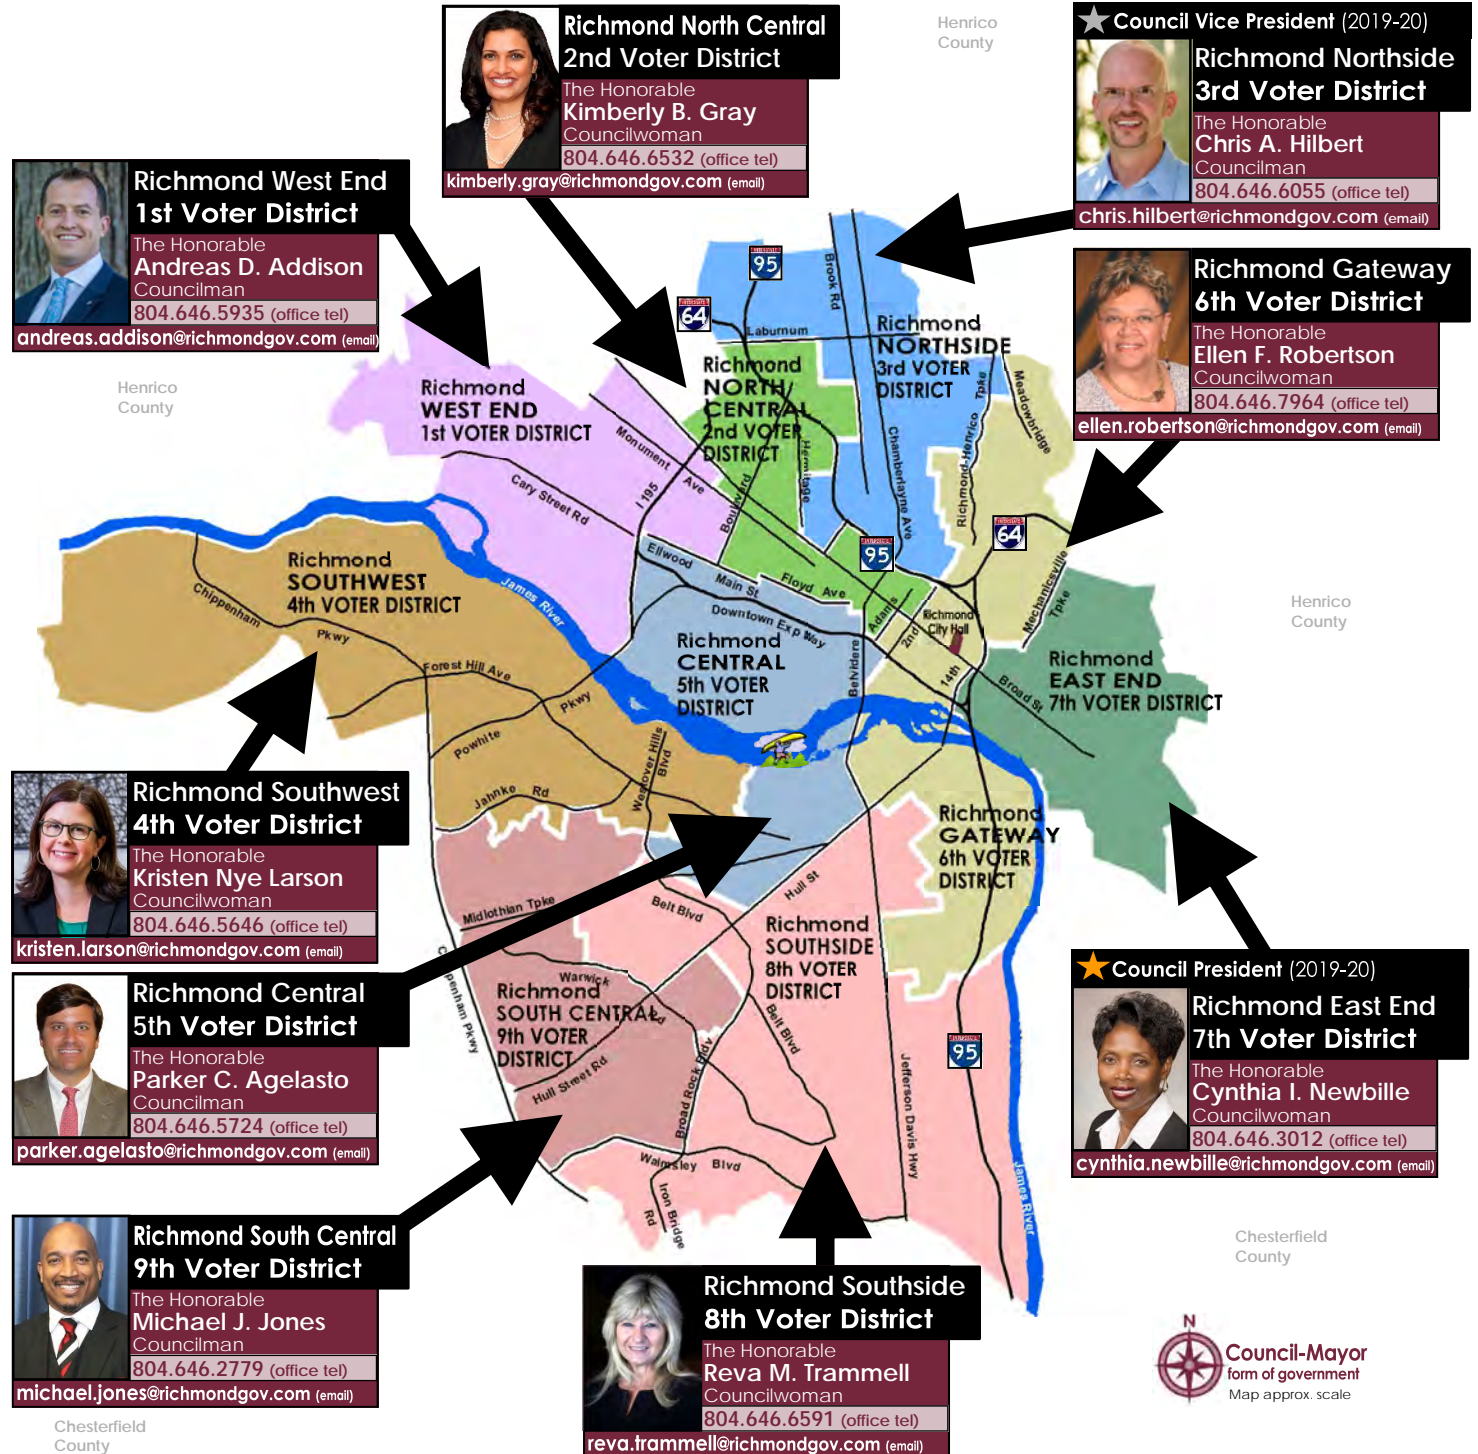 Richmond North Central
2nd Voter District
The Honorable
Kimberly B. Gray
Councilwoman
804.646.6532 (office tel)
kimberly.gray@richmondgov.com (email)
Henrico
County
Council Vice President (2019-20)
Richmond Northside
3rd Voter District
The Honorable
Chris A. Hilbert
Councilman
804.646.6055 (office tel)
chris.hilbert@richmondgov.com (email)
Richmond West End
1st Voter District
The Honorable
Andreas D. Addison
Councilman
804.646.5935 (office tel)
andreas.addison@richmondgov.com (email)
Richmond Gateway
6th Voter District
The Honorable
Ellen F. Robertson
Councilwoman
804.646.7964 (office tel)
ellen.robertson@richmondgov.com (email)
Henrico
County
95
64
Brook Rd
Laburnum
Richmond
NORTHSIDE
3rd VOTER
DISTRICT
Richmond
NORTH
CENTRAL
2nd VOTER
DISTRICT
Richmond
WEST END
1st VOTER DISTRICT
Monument Ave
Cary Street Rd
I 195
Boulevard
Hermitage
Chamberlayne Ave
Richmond-Henrico Tpke
Meadowbridge
64
95
Mechanicsville Tpke
Henrico
County
Richmond
SOUTHWEST
4th VOTER DISTRICT
Chippenham Pkwy
James River
Ellwood
Main St
Floyd Ave
Downtown Exp Way
Adams
2nd
Richmond
City Hall
14th
Broad St
Belvidere
Richmond
CENTRAL
5th VOTER
DISTRICT
Richmond
EAST END
7th VOTER DISTRICT
Forest Hill Ave
Powhite Pkwy
Westover Hills Blvd
Jahnke Rd
Richmond
GATEWAY
6th VOTER
DISTRICT
Richmond Southwest
4th Voter District
The Honorable
Kristen Nye Larson
Councilwoman
804.646.5646 (office tel)
kristen.larson@richmondgov.com (email)
Hull St
Belt Blvd
Midlothian Tpke
Richmond
SOUTHSIDE
8th VOTER
DISTRICT
Richmond Central
5th Voter District
The Honorable
Parker C. Agelasto
Councilman
804.646.5724 (office tel)
parker.agelasto@richmondgov.com (email)
Chippenham Pkwy
Warwick Rd
Richmond
SOUTH CENTRAL
9th VOTER
DISTRICT
Hull Street Rd
Broad Rock Bldv
Belt Blvd
Jefferson Davis Hwy
95
Walmsley Blvd
Iron Bridge Rd
James River
Council President (2019-20)
Richmond East End
7th Voter District
The Honorable
Cynthia I. Newbille
Councilwoman
804.646.3012 (office tel)
cynthia.newbille@richmondgov.com (email)
Richmond South Central
9th Voter District
The Honorable
Michael J. Jones
Councilman
804.646.2779 (office tel)
michael.jones@richmondgov.com (email)
Chesterfield
County
Richmond Southside
8th Voter District
The Honorable
Reva M. Trammell
Councilwoman
804.646.6591 (office tel)
reva.trammell@richmondgov.com (email)
Chesterfield
County
N
Council-Mayor
form of government
Map approx. scale